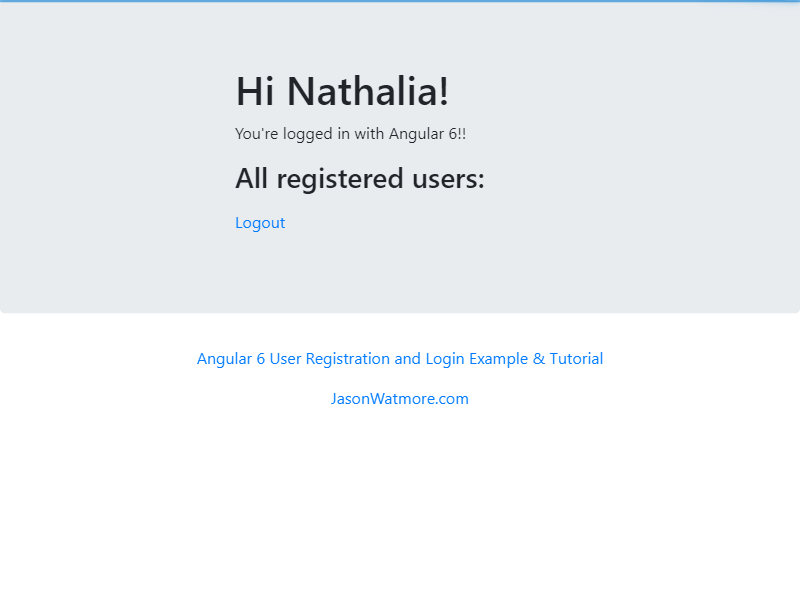 Hi Nathalia!
You're logged in with Angular 6!!
All registered users:
Logout
Angular 6 User Registration and Login Example & Tutorial
JasonWatmore.com